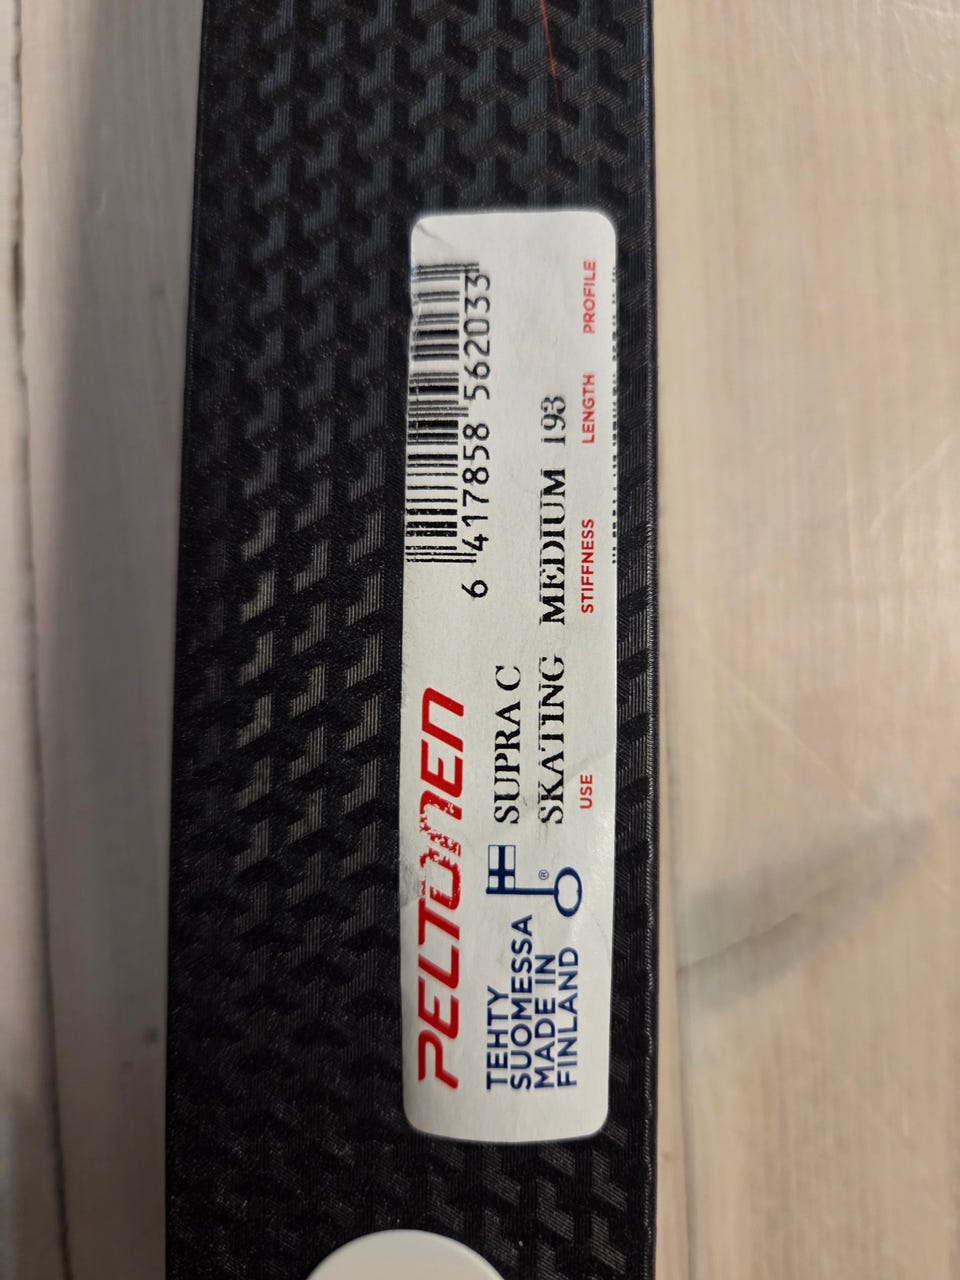 PELTONEN
6 417858 562033
TEHTY
SUOMESSA
MADE IN
FINLAND
®
SUPRA C
SKATING MEDIUM 193
USE STIFFNESS LENGTH PROFILE